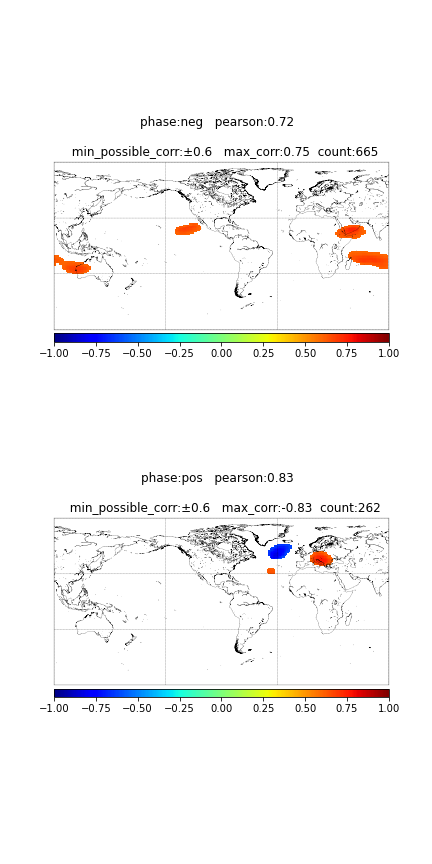 phase:neg   pearson:0.72
min_possible_corr:±0.6   max_corr:0.75  count:665
−1.00 −0.75 −0.50 −0.25 0.00 0.25 0.50 0.75 1.00
phase:pos   pearson:0.83
min_possible_corr:±0.6   max_corr:-0.83  count:262
−1.00 −0.75 −0.50 −0.25 0.00 0.25 0.50 0.75 1.00